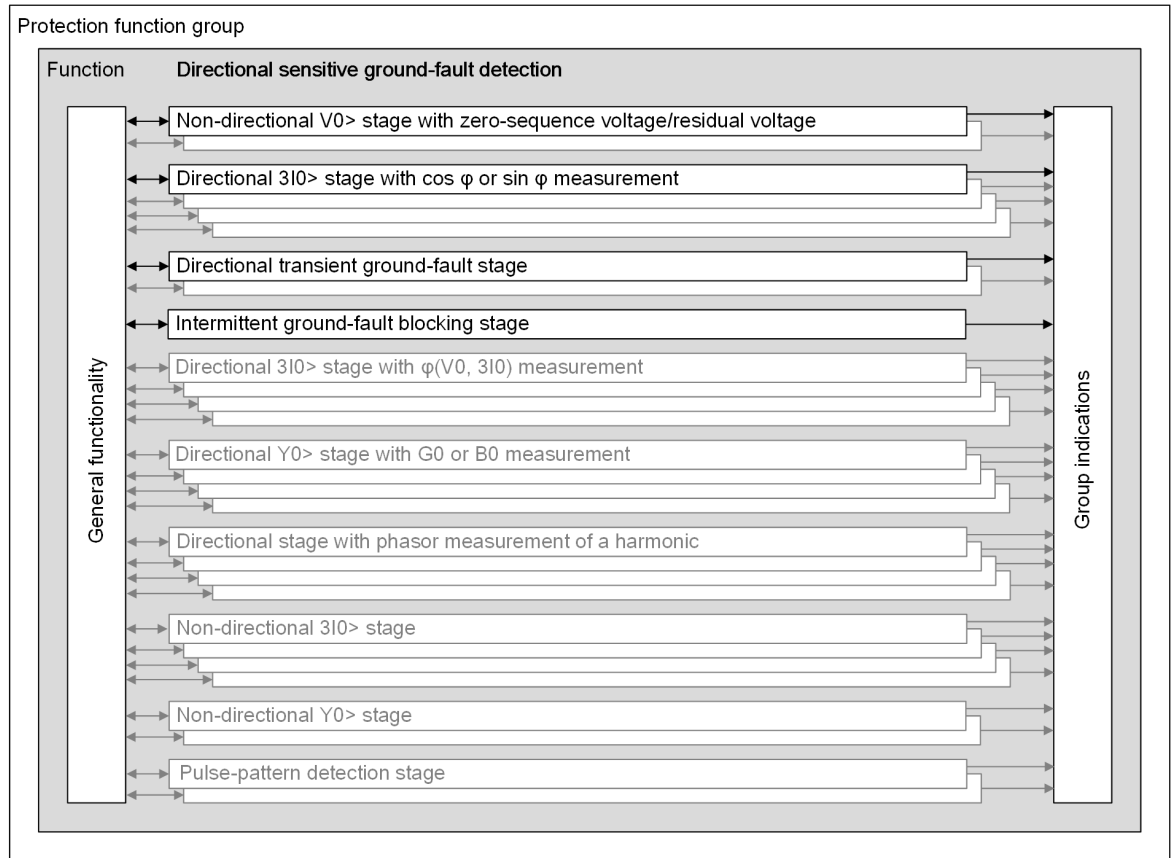 Protection function group
Function
Directional sensitive ground-fault detection
Non-directional V0> stage with zero-sequence voltage/residual voltage
Directional 3I0> stage with cos φ or sin φ measurement
Directional transient ground-fault stage
Intermittent ground-fault blocking stage
Directional 3I0> stage with φ(V0, 3I0) measurement
Directional Y0> stage with G0 or B0 measurement
Directional stage with phasor measurement of a harmonic
Non-directional 3I0> stage
Non-directional Y0> stage
Pulse-pattern detection stage
General functionality
Group indications